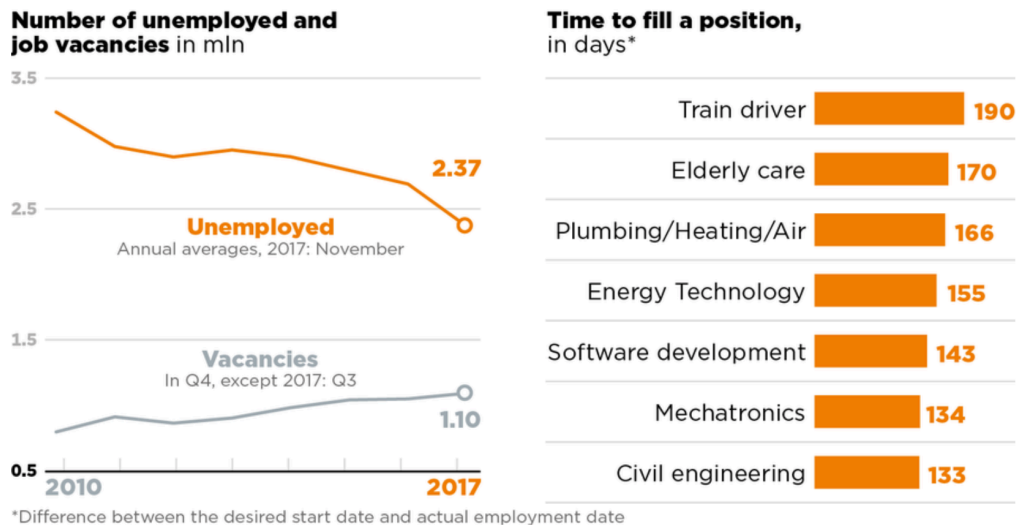 Number of unemployed and
job vacancies in mln
3.5
2.37
2.5
Unemployed
Annual averages, 2017: November
1.5
Vacancies
In Q4, except 2017: Q3
1.10
0.5
2010
2017
Time to fill a position,
in days*
Train driver 190
Elderly care 170
Plumbing/Heating/Air 166
Energy Technology 155
Software development 143
Mechatronics 134
Civil engineering 133
*Difference between the desired start date and actual employment date